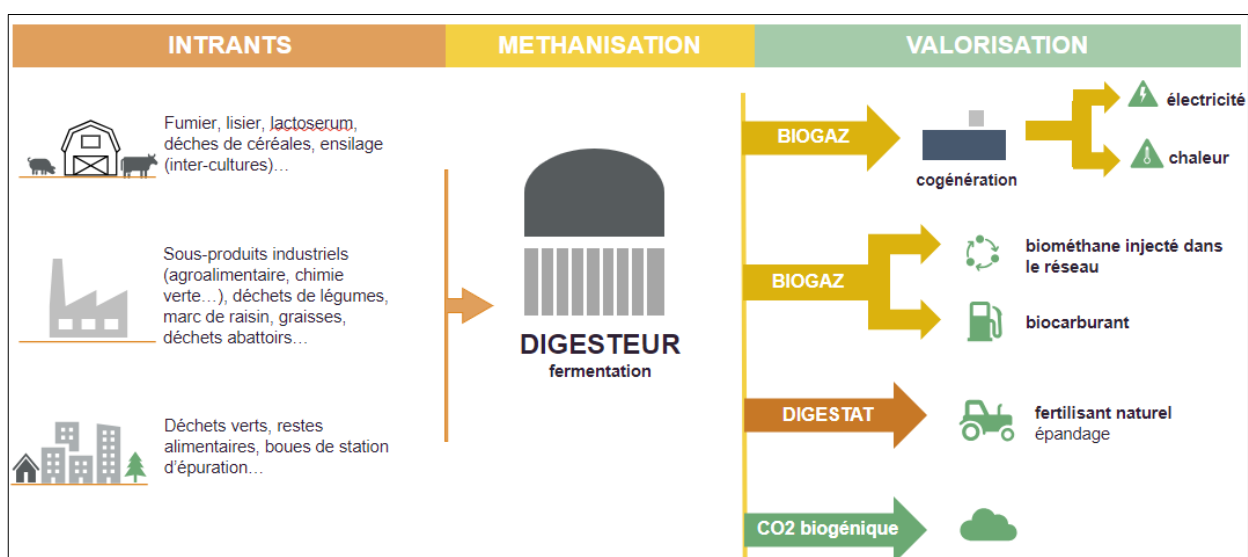 INTRANTS
METHANISATION
VALORISATION
Fumier, lisier, lactoserum,
déches de céréales, ensilage
(inter-cultures)…
Sous-produits industriels
(agroalimentaire, chimie
verte…), déchets de légumes,
marc de raisin, graisses,
déchets abattoirs…
Déchets verts, restes
alimentaires, boues de station
d'épuration…
DIGESTEUR
fermentation
BIOGAZ
cogénération
électricité
chaleur
BIOGAZ
biométhane injecté dans
le réseau
biocarburant
DIGESTAT
fertilisant naturel
épandage
CO2 biogénique